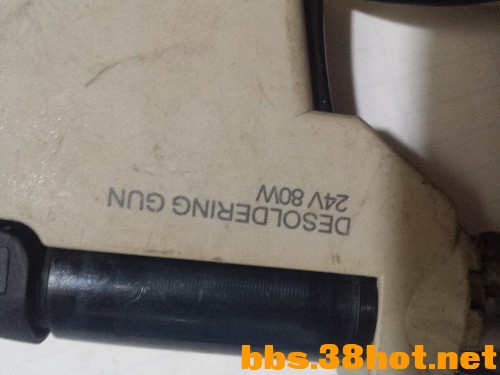 DESOLDERING GUN
24V 80W
bbs.38hot.net